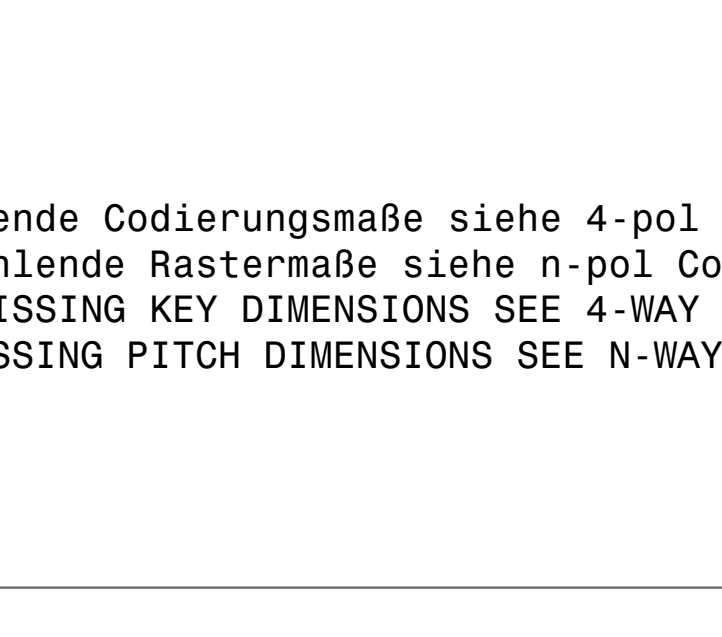 ende Codierungsmaße siehe 4-pol
hlende Rastermaße siehe n-pol Co
ISSING KEY DIMENSIONS SEE 4-WAY
SSING PITCH DIMENSIONS SEE N-WAY